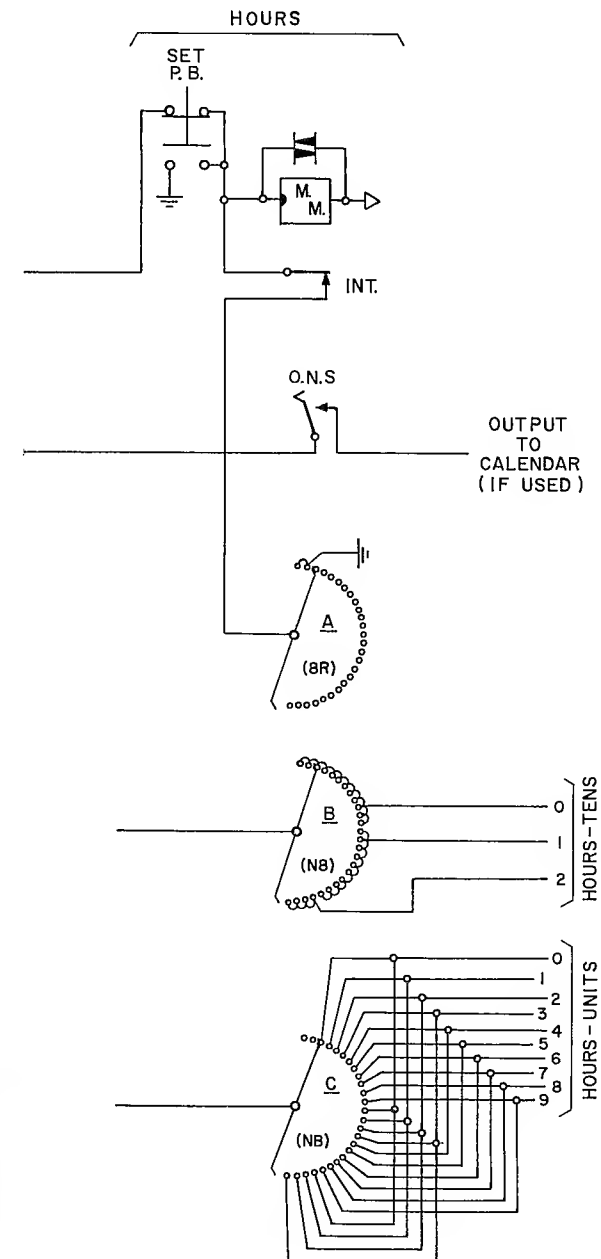 HOURS
SET
P.B.
M.
M.
INT.
O.N.S
OUTPUT
TO
CALENDAR
(IF USED)
A
(8R)
B
(N8)
0
1
2
HOURS-TENS
C
(NB)
0
1
2
3
4
5
6
7
8
9
HOURS-UNITS